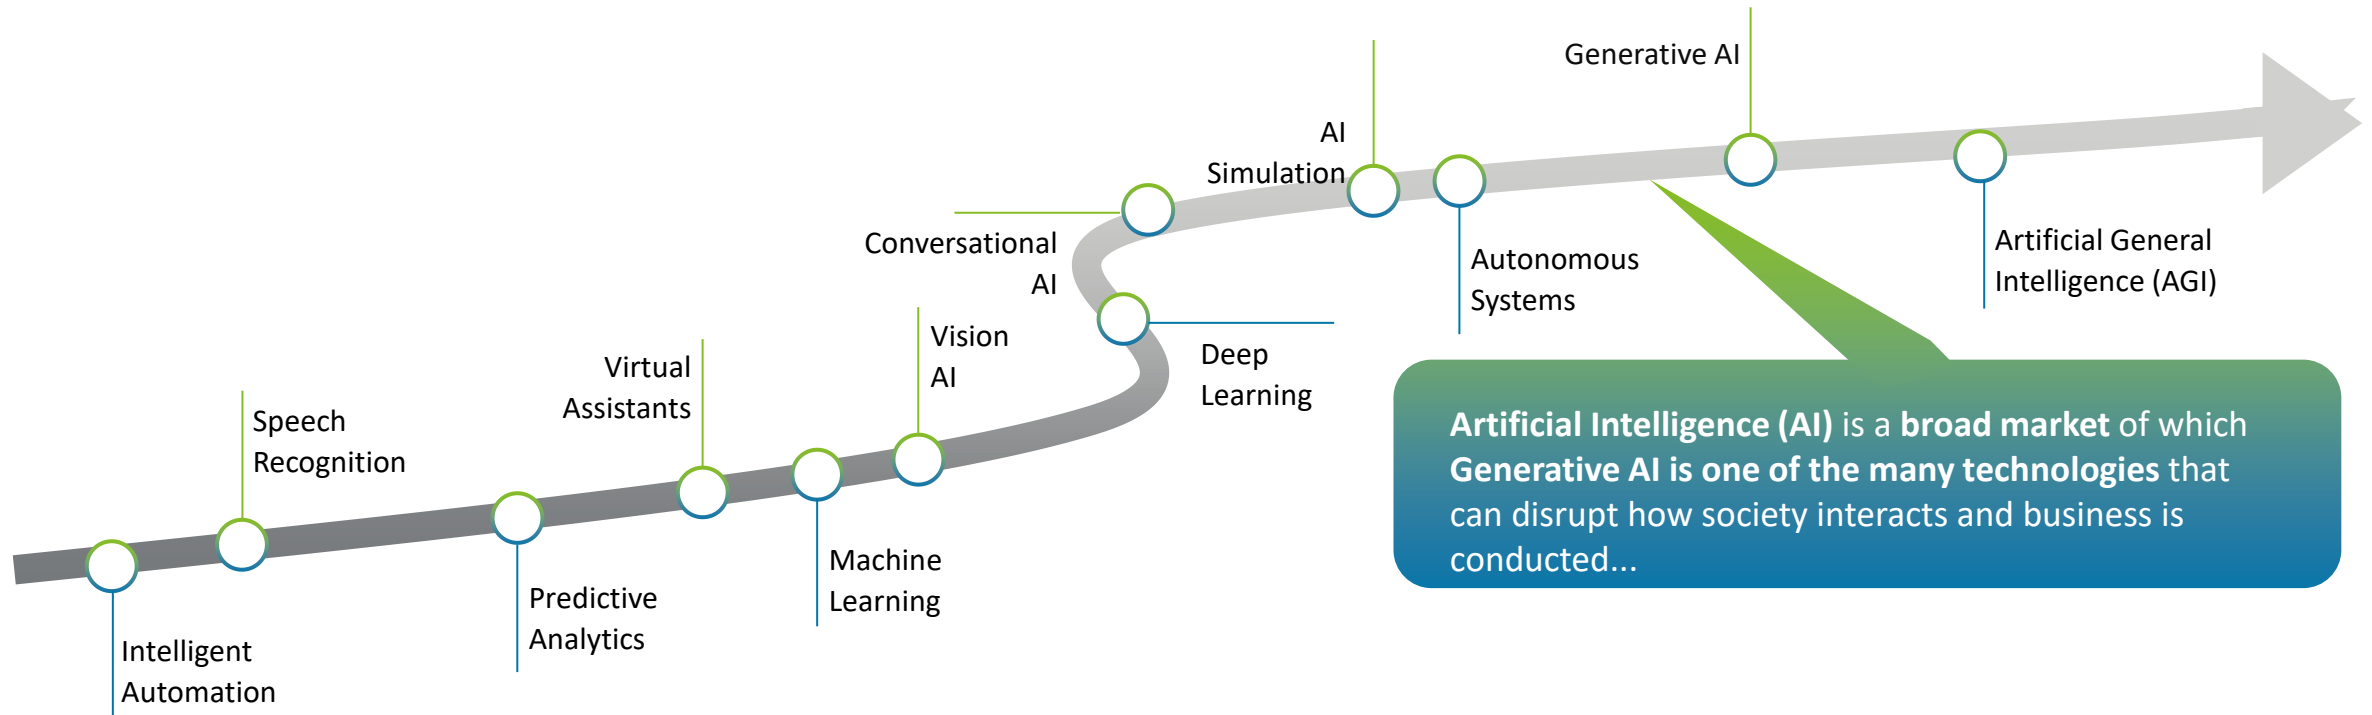 Generative AI
AI
Simulation
Conversational
AI
Artificial General
Intelligence (AGI)
Autonomous
Systems
Vision
AI
Deep
Learning
Virtual
Assistants
Speech
Recognition
Artificial Intelligence (AI) is a broad market of which
Generative AI is one of the many technologies that
can disrupt how society interacts and business is
conducted...
Machine
Learning
Predictive
Analytics
Intelligent
Automation